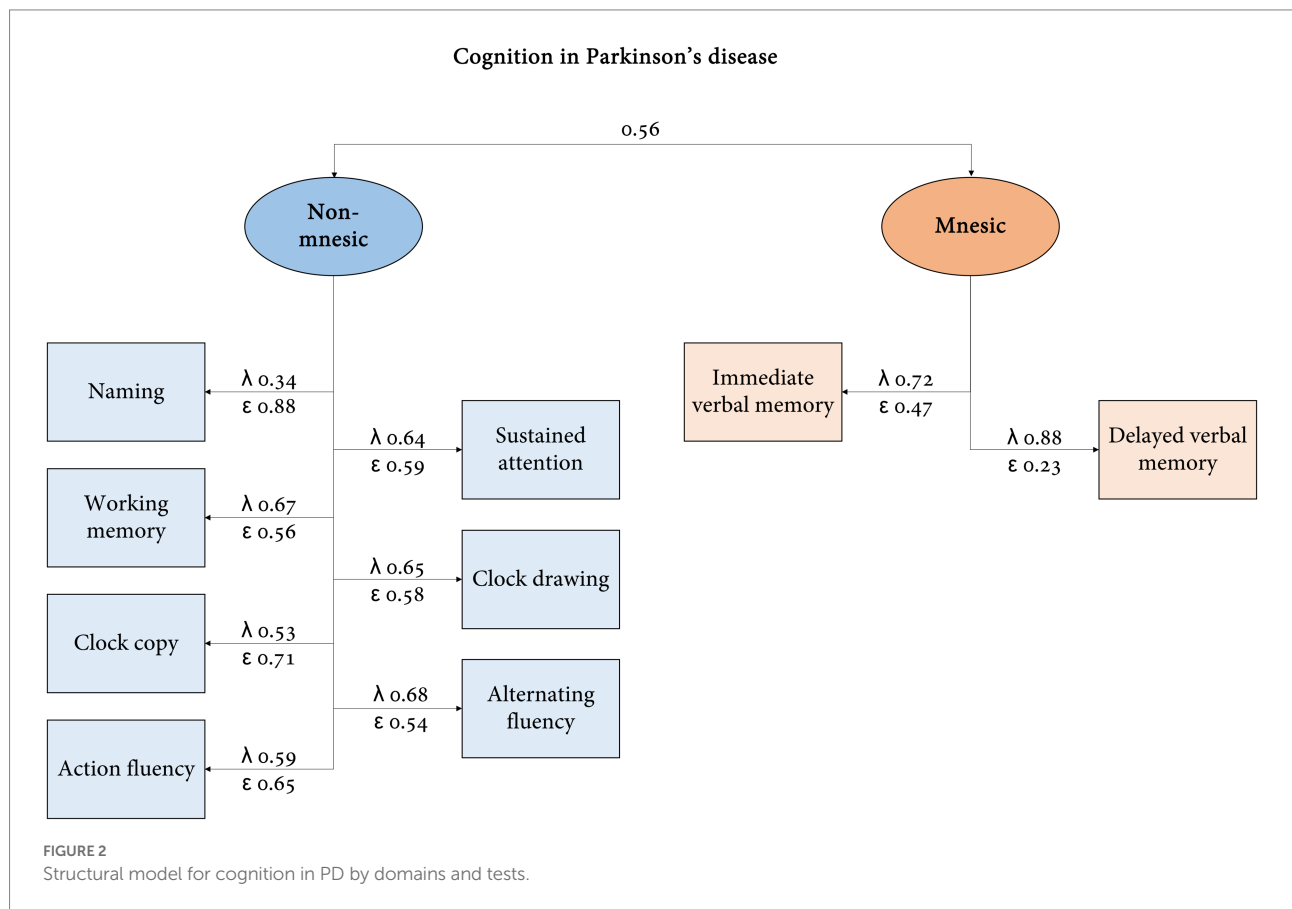 Cognition in Parkinson's disease
0.56
Non-
mnesic
Mnesic
Naming
λ 0.34
ε 0.88
Sustained
attention
λ 0.64
ε 0.59
Working
memory
λ 0.67
ε 0.56
Clock drawing
λ 0.65
ε 0.58
Clock copy
λ 0.53
ε 0.71
Alternating
fluency
λ 0.68
ε 0.54
Action fluency
λ 0.59
ε 0.65
Immediate
verbal memory
λ 0.72
ε 0.47
Delayed verbal
memory
λ 0.88
ε 0.23
FIGURE 2
Structural model for cognition in PD by domains and tests.